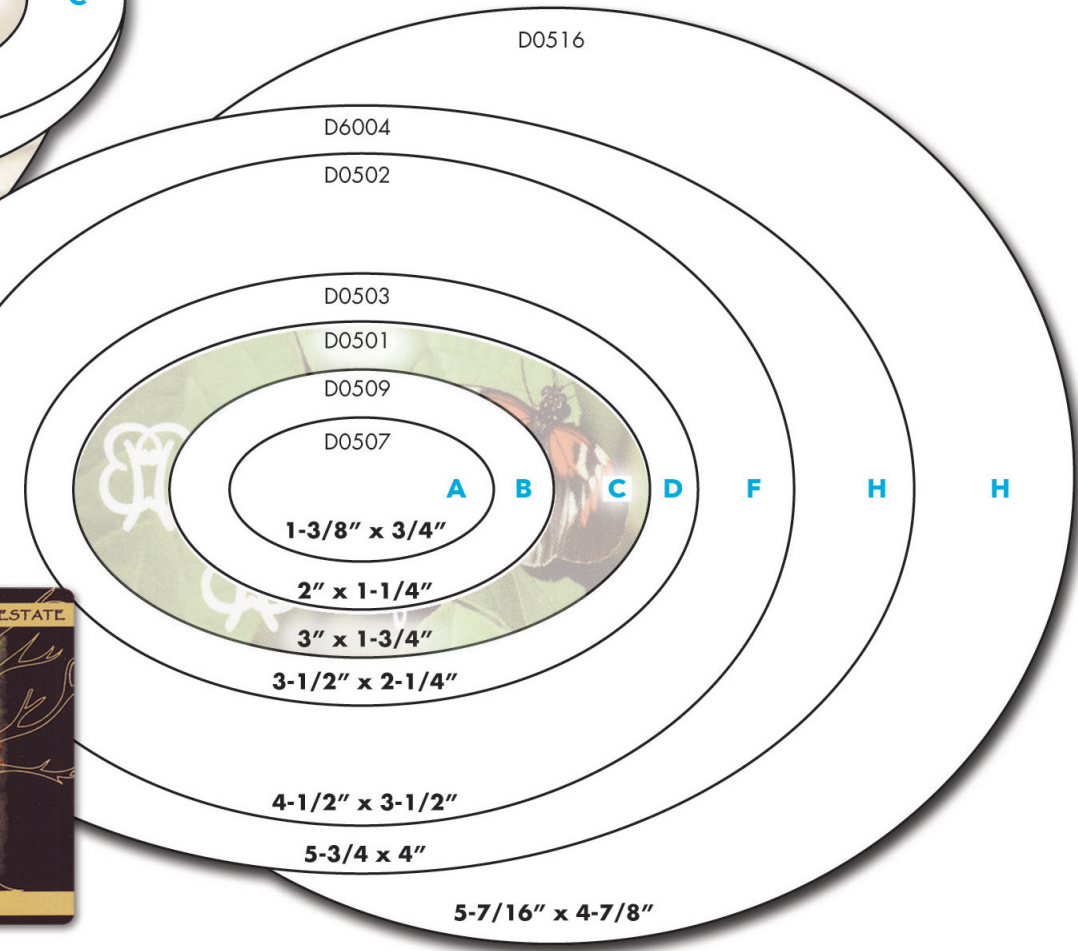 C
D0516
D6004
D0502
D0503
D0501
D0509
D0507
A B C D F H H
1-3/8” x 3/4”
2” x 1-1/4”
ESTATE
3” x 1-3/4”
3-1/2” x 2-1/4”
4-1/2” x 3-1/2”
5-3/4 x 4”
5-7/16” x 4-7/8”